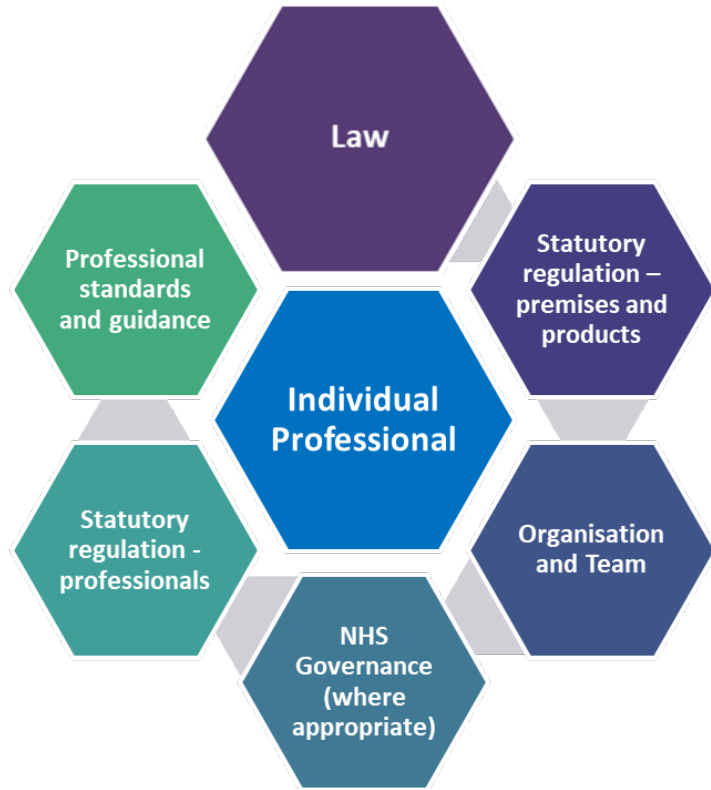 Law
Professional
standards
and guidance
Statutory
regulation –
premises and
products
Individual
Professional
Statutory
regulation -
professionals
Organisation
and Team
NHS
Governance
(where
appropriate)